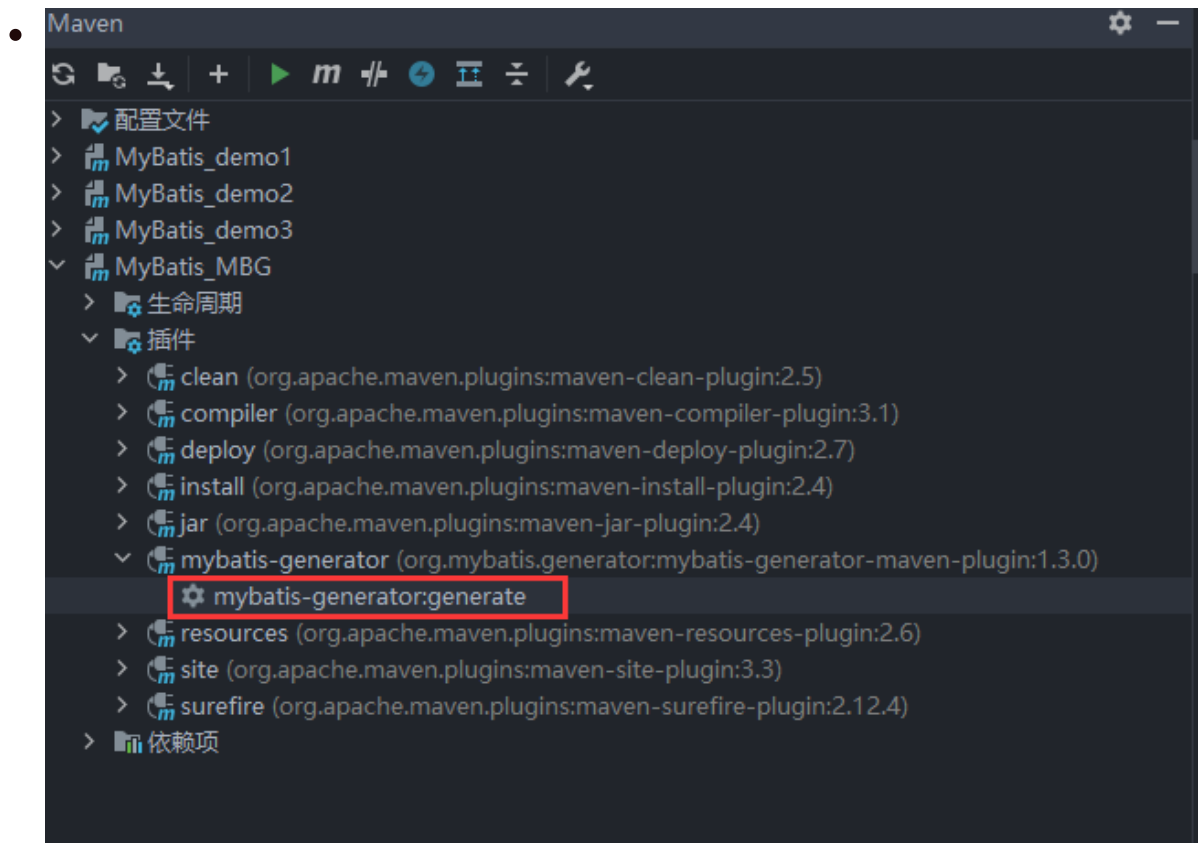 Maven
配置文件
MyBatis_demo1
MyBatis_demo2
MyBatis_demo3
MyBatis_MBG
生命周期
插件
clean (org.apache.maven.plugins:maven-clean-plugin:2.5)
compiler (org.apache.maven.plugins:maven-compiler-plugin:3.1)
deploy (org.apache.maven.plugins:maven-deploy-plugin:2.7)
install (org.apache.maven.plugins:maven-install-plugin:2.4)
jar (org.apache.maven.plugins:maven-jar-plugin:2.4)
mybatis-generator (org.mybatis.generator:mybatis-generator-maven-plugin:1.3.0)
mybatis-generator:generate
resources (org.apache.maven.plugins:maven-resources-plugin:2.6)
site (org.apache.maven.plugins:maven-site-plugin:3.3)
surefire (org.apache.maven.plugins:maven-surefire-plugin:2.12.4)
依赖项